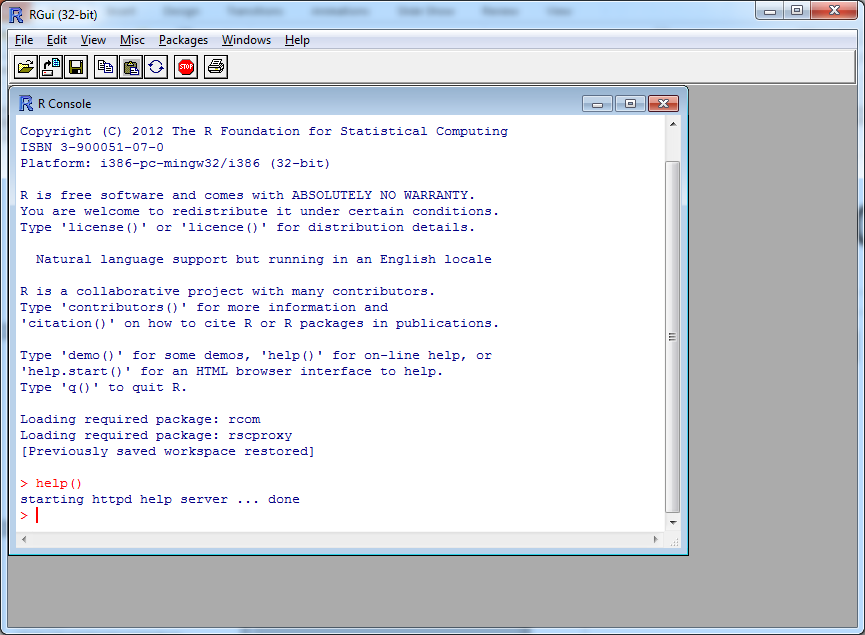 RGui (32-bit)
File Edit View Misc Packages Windows Help
STOP
R Console
Copyright (C) 2012 The R Foundation for Statistical Computing
ISBN 3-900051-07-0
Platform: i386-pc-mingw32/i386 (32-bit)
R is free software and comes with ABSOLUTELY NO WARRANTY.
You are welcome to redistribute it under certain conditions.
Type 'license()' or 'licence()' for distribution details.
Natural language support but running in an English locale
R is a collaborative project with many contributors.
Type 'contributors()' for more information and
'citation()' on how to cite R or R packages in publications.
Type 'demo()' for some demos, 'help()' for on-line help, or
'help.start()' for an HTML browser interface to help.
Type 'q()' to quit R.
Loading required package: rcom
Loading required package: rscproxy
[Previously saved workspace restored]
> help()
starting httpd help server ... done
>